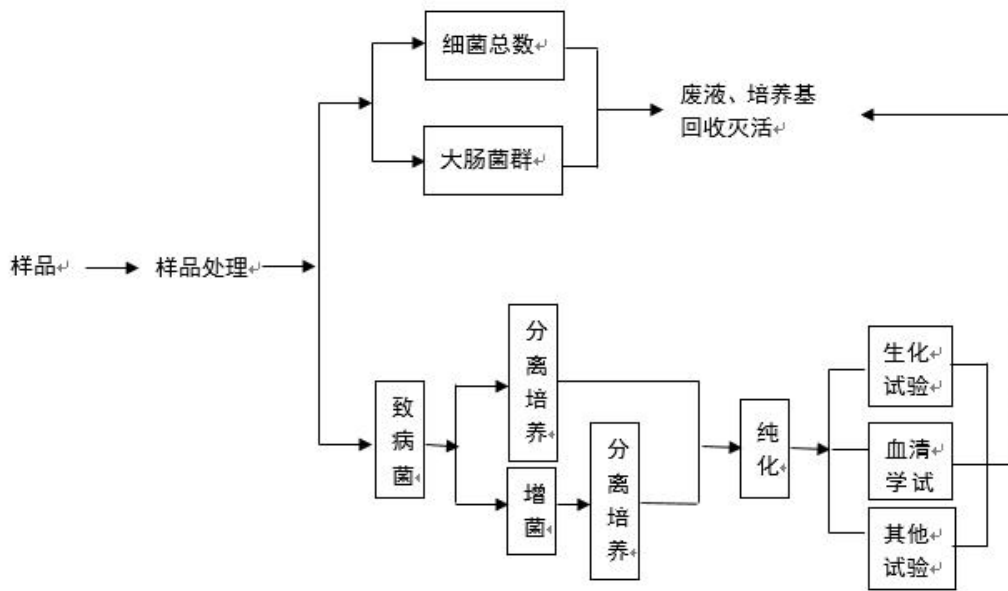 细菌总数
大肠菌群
废液、培养基
回收灭活
样品
样品处理
致病菌
分离培养
增菌
分离培养
纯化
生化
试验
血清
学试
其他
试验